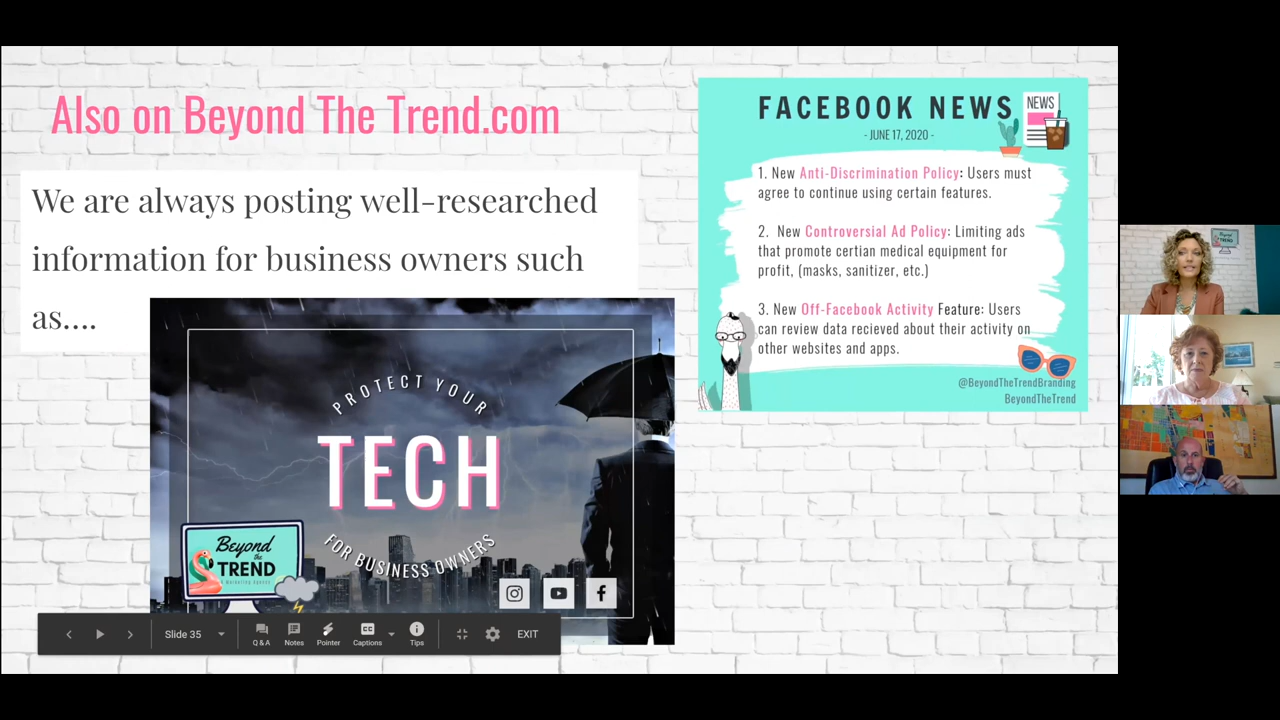 Also on Beyond The Trend.com
We are always posting well-researched
information for business owners such
as....
PROTECT YOUR
TECH
FOR BUSINESS OWNERS
Beyond
the
TREND
A Marketing Agency
FACEBOOK NEWS
- JUNE 17, 2020 -
NEWS
1. New Anti-Discrimination Policy: Users must
agree to continue using certain features.
2. New Controversial Ad Policy: Limiting ads
that promote certian medical equipment for
profit, (masks, sanitizer, etc.)
3. New Off-Facebook Activity Feature: Users
can review data recieved about their activity on
other websites and apps.
@BeyondTheTrendBranding
BeyondTheTrend
Slide 35
Q & A
Notes
Pointer
Captions
Tips
EXIT
Beyond
TREND